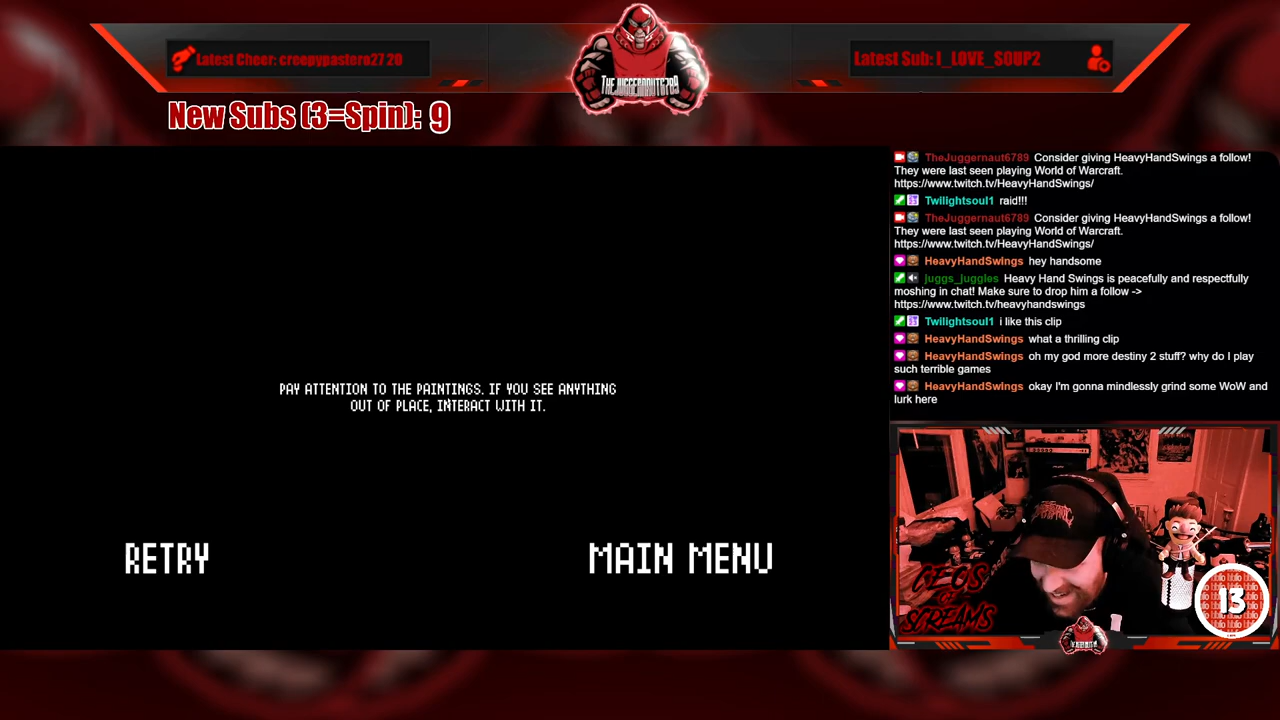 Latest Cheer: creepypastoro27 20
THEJUGGERNAUT6789
Latest Sub: I_LOVE_SOUP2
New Subs (3=Spin): 9
TheJuggernaut6789 Consider giving HeavyHandSwings a follow!
They were last seen playing World of Warcraft.
https://www.twitch.tv/HeavyHandSwings/
Twilightsoul1 raid!!!
TheJuggernaut6789 Consider giving HeavyHandSwings a follow!
They were last seen playing World of Warcraft.
https://www.twitch.tv/HeavyHandSwings/
HeavyHandSwings hey handsome
juggs_juggles Heavy Hand Swings is peacefully and respectfully
moshing in chat! Make sure to drop him a follow ->
https://www.twitch.tv/heavyhandswings
Twilightsoul1 i like this clip
HeavyHandSwings what a thrilling clip
HeavyHandSwings oh my god more destiny 2 stuff? why do I play
such terrible games
HeavyHandSwings okay I'm gonna mindlessly grind some WoW and
lurk here
PAY ATTENTION TO THE PAINTINGS. IF YOU SEE ANYTHING
OUT OF PLACE, INTERACT WITH IT.
RETRY
MAIN MENU
SCREAMS
13